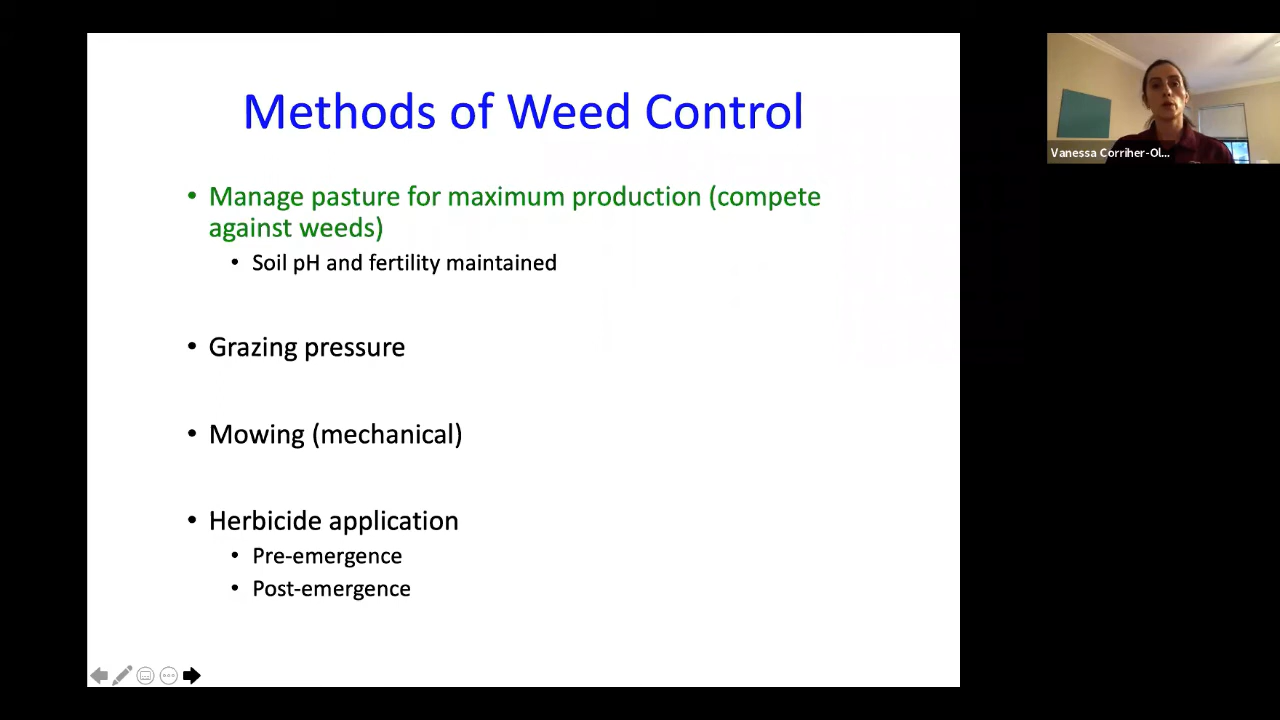 Methods of Weed Control
• Manage pasture for maximum production (compete
against weeds)
• Soil pH and fertility maintained
• Grazing pressure
• Mowing (mechanical)
• Herbicide application
• Pre-emergence
• Post-emergence
Vanessa Corriher-Ol...